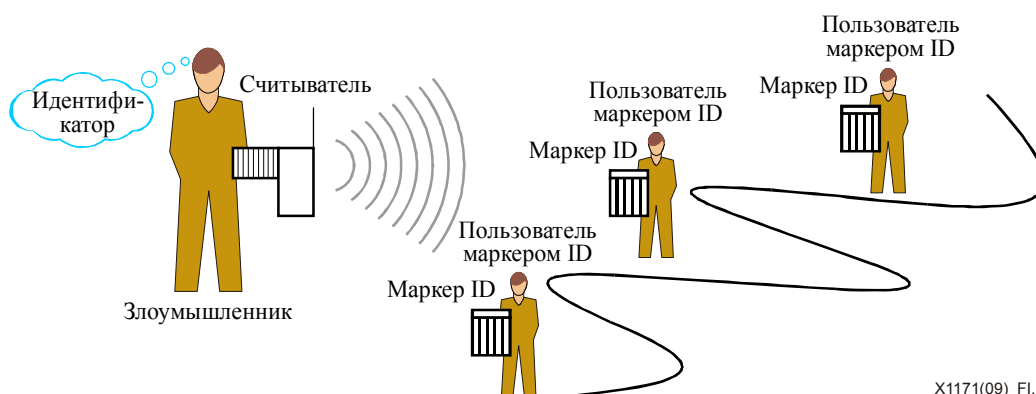 Пользователь
маркером ID
Маркер ID
Считыватель
Идентифи-
катор
Пользователь
маркером ID
Маркер ID
Пользователь
маркером ID
Маркер ID
Злоумышленник
X1171(09)_FI.